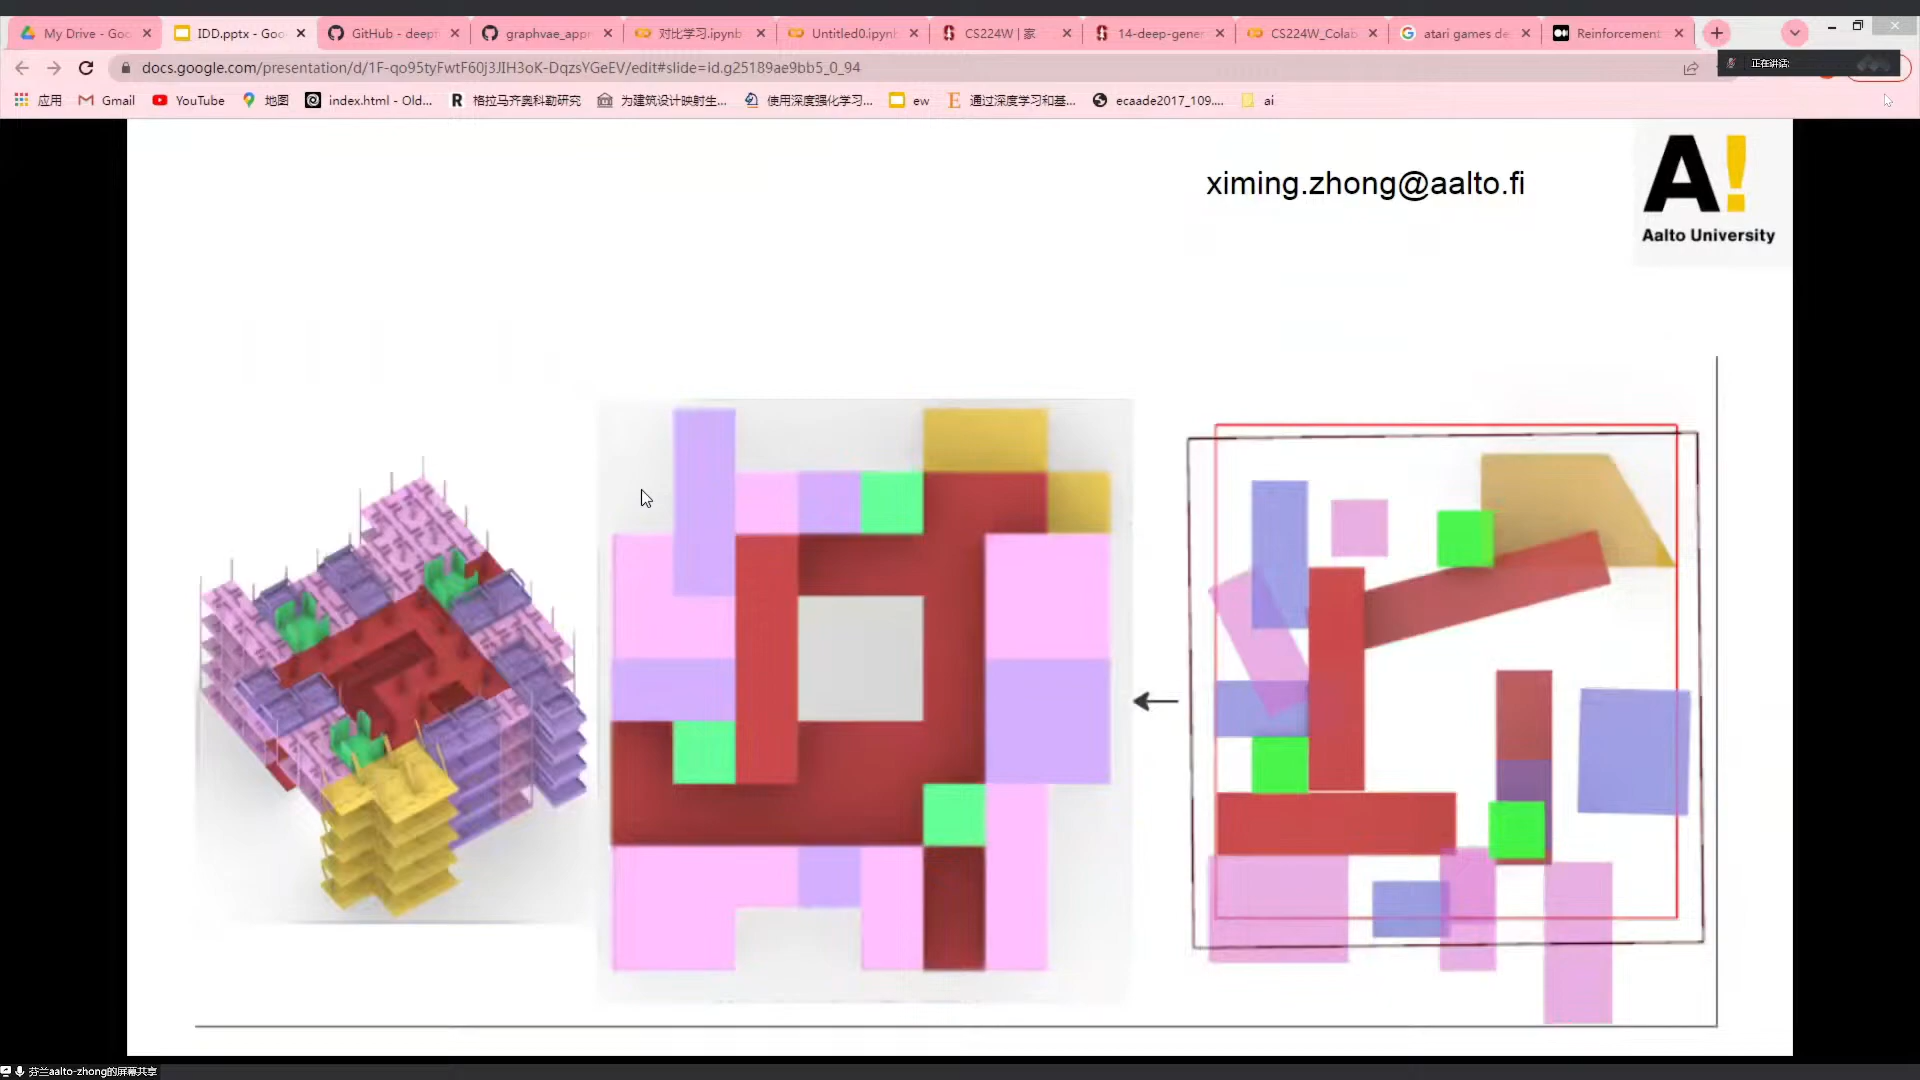 My Drive - Goo
IDD.pptx - Goo
GitHub - deepf
graphvae_appr
对比学习.ipynb
Untitled0.ipynb
CS224W | 家
14-deep-gener
CS224W_Colab
atari games de
Reinforcement
docs.google.com/presentation/d/1F-qo95tyFwtF60j3JIH3oK-DqzsYGeEV/edit#slide=id.g25189ae9bb5_0_94
正在讲话:
应用
Gmail
YouTube
地图
index.html - Old...
格拉马齐奥科勒研究
为建筑设计映射生...
使用深度强化学习...
ew
通过深度学习和基...
ecaade2017_109....
ai
ximing.zhong@aalto.fi
A!
Aalto University
芬兰aalto-zhong的屏幕共享